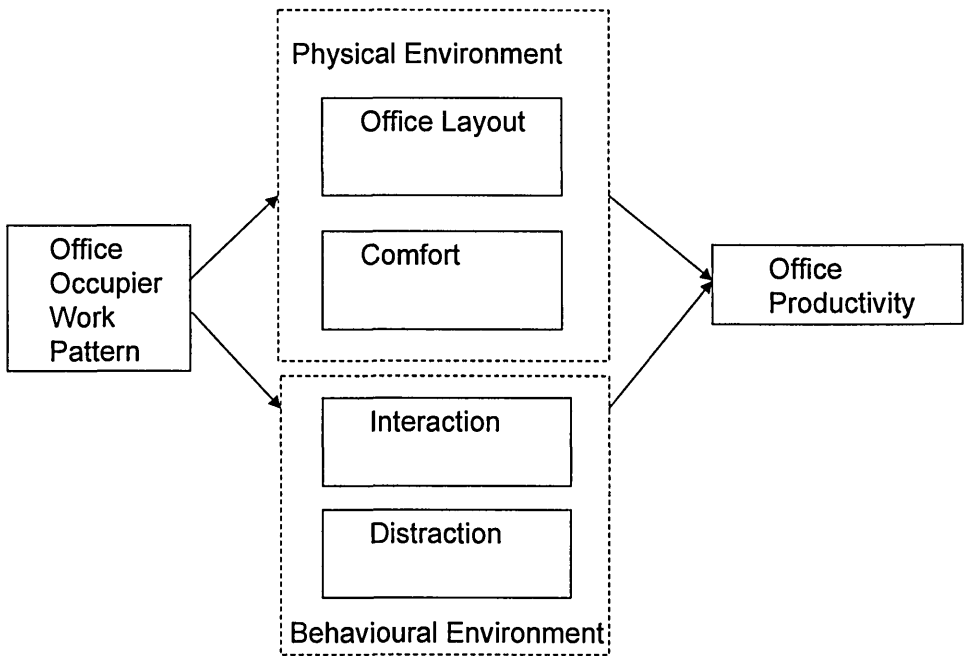 Physical Environment
Office Layout
Comfort
Office
Occupier
Work
Pattern
Office
Productivity
Interaction
Distraction
Behavioural Environment